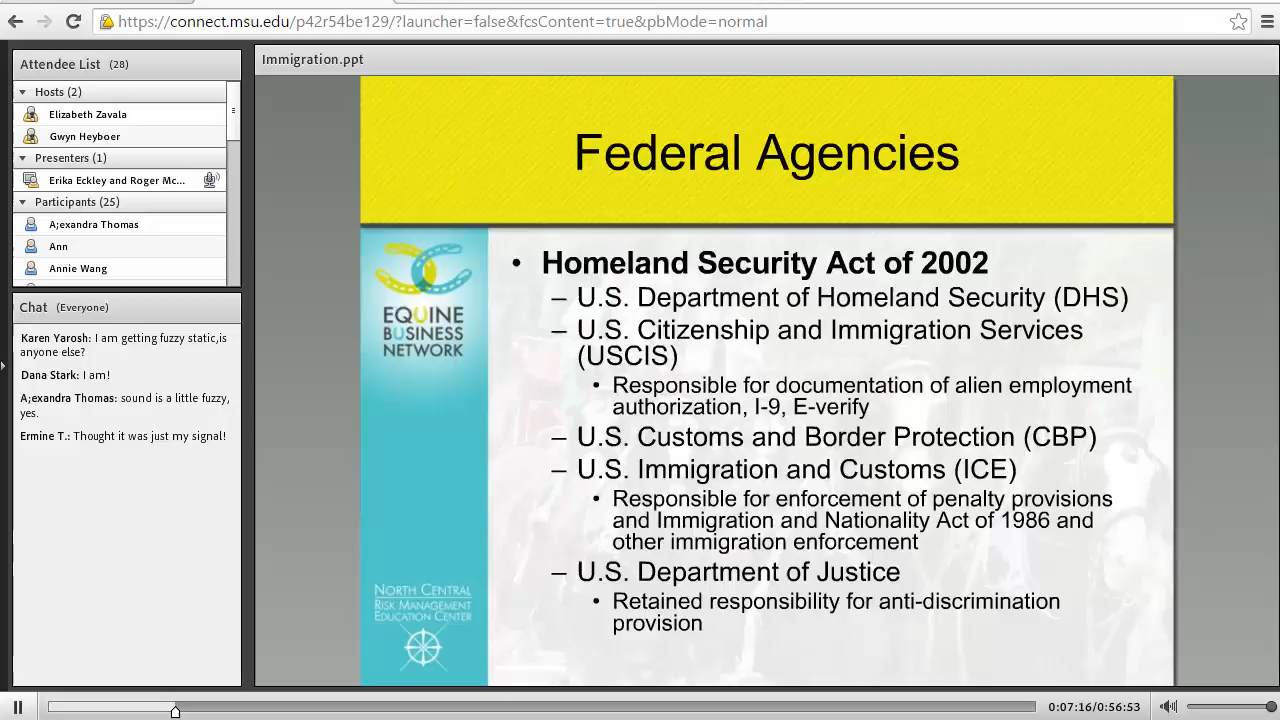 https://connect.msu.edu/p42r54be129/?launcher=false&fcsContent=true&pbMode=normal
Attendee List (28)
Hosts (2)
Elizabeth Zavala
Gwyn Heyboer
Presenters (1)
Erika Eckley and Roger Mc...
Participants (25)
A;exandra Thomas
Ann
Annie Wang
Chat (Everyone)
Karen Yarosh: I am getting fuzzy static,is
anyone else?
Dana Stark: I am!
A;exandra Thomas: sound is a little fuzzy,
yes.
Ermine T.: Thought it was just my signal!
Immigration.ppt
Federal Agencies
EQUINE
BUSINESS
NETWORK
• Homeland Security Act of 2002
– U.S. Department of Homeland Security (DHS)
– U.S. Citizenship and Immigration Services
(USCIS)
• Responsible for documentation of alien employment
authorization, I-9, E-verify
– U.S. Customs and Border Protection (CBP)
– U.S. Immigration and Customs (ICE)
• Responsible for enforcement of penalty provisions
and Immigration and Nationality Act of 1986 and
other immigration enforcement
– U.S. Department of Justice
• Retained responsibility for anti-discrimination
provision
NORTH CENTRAL
RISK MANAGEMENT
EDUCATION CENTER
0:07:16/0:56:53